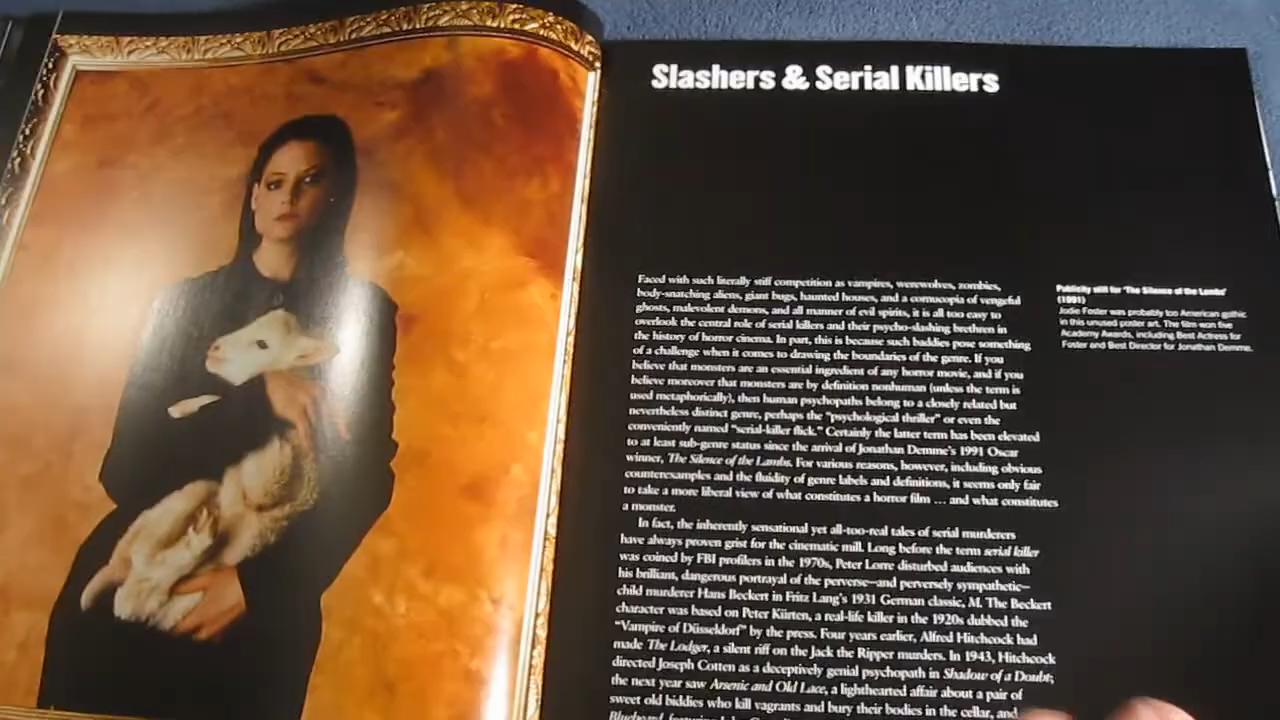 Slashers & Serial Killers
Faced with such literally stiff competition as vampires, werewolves, zombies,
body-snatching aliens, giant bugs, haunted houses, and a cornucopia of vengeful
ghosts, malevolent demons, and all manner of evil spirits, it is all too easy to
overlook the central role of serial killers and their psycho-slashing brethren in
the history of horror cinema. In part, this is because such baddies pose something
of a challenge when it comes to drawing the boundaries of the genre. If you
believe that monsters are an essential ingredient of any horror movie, and if you
believe moreover that monsters are by definition nonhuman (unless the term is
used metaphorically), then human psychopaths belong to a closely related but
nevertheless distinct genre, perhaps the "psychological thriller" or even the
conveniently named "serial-killer flick." Certainly the latter term has been elevated
to at least sub-genre status since the arrival of Jonathan Demme's 1991 Oscar
winner, The Silence of the Lambs. For various reasons, however, including obvious
counterexamples and the fluidity of genre labels and definitions, it seems only fair
to take a more liberal view of what constitutes a horror film ... and what constitutes
a monster.
In fact, the inherently sensational yet all-too-real tales of serial murderers
have always proven grist for the cinematic mill. Long before the term serial killer
was coined by FBI profilers in the 1970s, Peter Lorre disturbed audiences with
his brilliant, dangerous portrayal of the perverse—and perversely sympathetic—
child murderer Hans Beckert in Fritz Lang's 1931 German classic, M. The Beckert
character was based on Peter Kürten, a real-life killer in the 1920s dubbed the
"Vampire of Düsseldorf" by the press. Four years earlier, Alfred Hitchcock had
made The Lodger, a silent riff on the Jack the Ripper murders. In 1943, Hitchcock
directed Joseph Cotten as a deceptively genial psychopath in Shadow of a Doubt;
the next year saw Arsenic and Old Lace, a lighthearted affair about a pair of
sweet old biddies who kill vagrants and bury their bodies in the cellar, and
Bluebeard, featuring
Publicity still for 'The Silence of the Lambs'
(1991)
Jodie Foster was probably too American gothic
in this unused poster art. The film won five
Academy Awards, including Best Actress for
Foster and Best Director for Jonathan Demme.